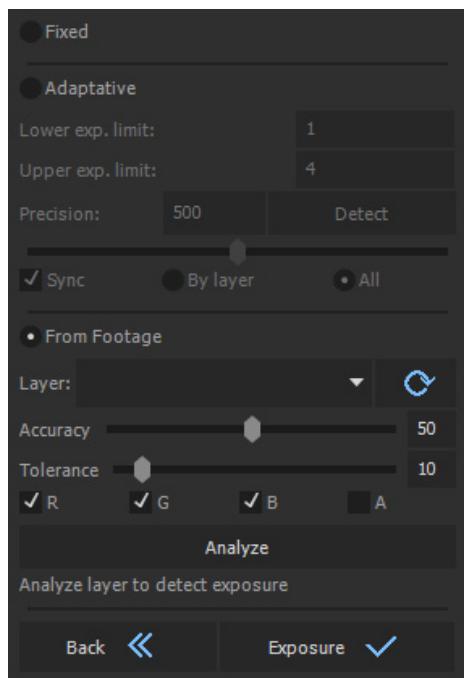 Fixed
Adaptative
Lower exp. limit: 1
Upper exp. limit: 4
Precision: 500 Detect
Sync By layer All
From Footage
Layer:
Accuracy 50
Tolerance 10
R G B A
Analyze
Analyze layer to detect exposure
Back Exposure